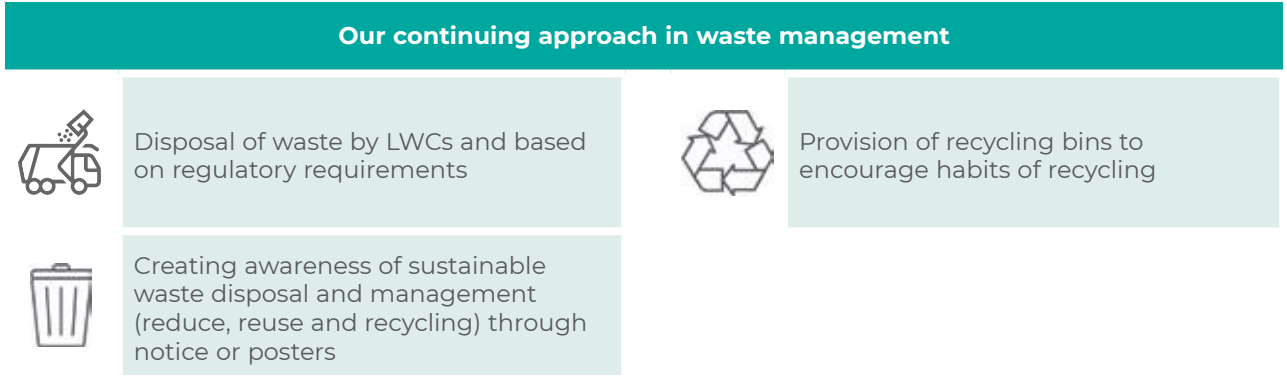 Our continuing approach in waste management
Disposal of waste by LWCs and based
on regulatory requirements
Provision of recycling bins to
encourage habits of recycling
Creating awareness of sustainable
waste disposal and management
(reduce, reuse and recycling) through
notice or posters